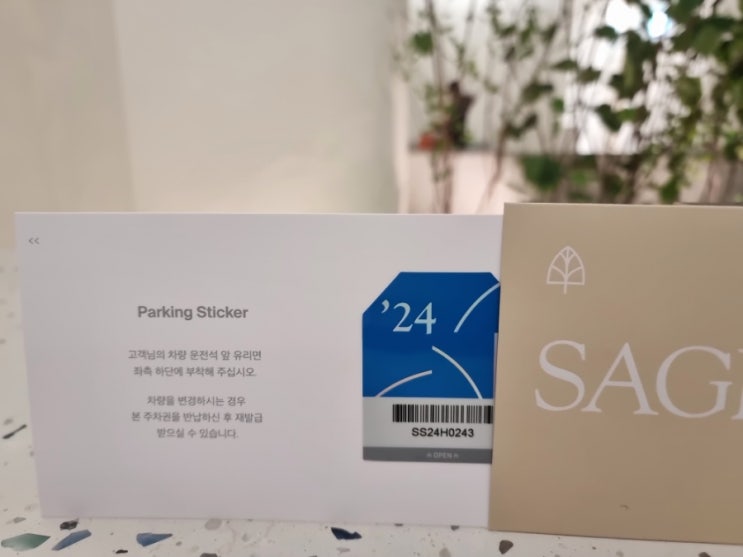 <<
Parking Sticker
고객님의 차량 운전석 앞 유리면
좌측 하단에 부착해 주십시오.
차량을 변경하시는 경우
본 주차권을 반납하신 후 재발급
받으실 수 있습니다.
’24
SS24H0243
OPEN
SAG